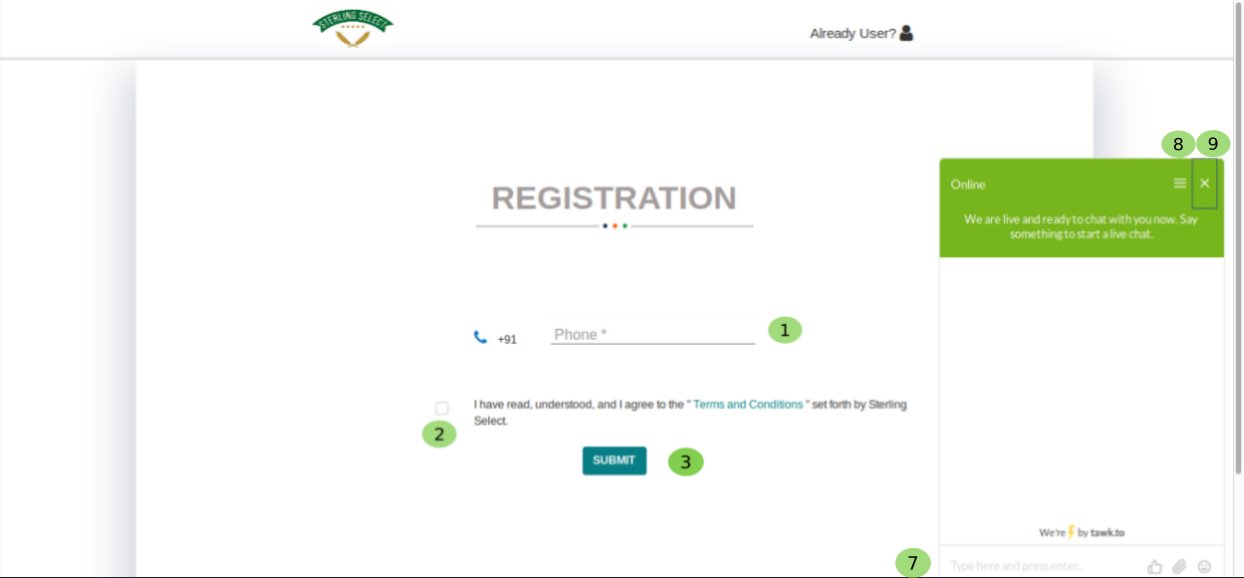 STERLING SELECT
Already User?
8 9
Online
We are live and ready to chat with you now. Say
something to start a live chat.
REGISTRATION
+91 Phone * 1
I have read, understood, and I agree to the " Terms and Conditions " set forth by Sterling
Select.
2
SUBMIT 3
We're by tawk.to
7 Type here and press enter..